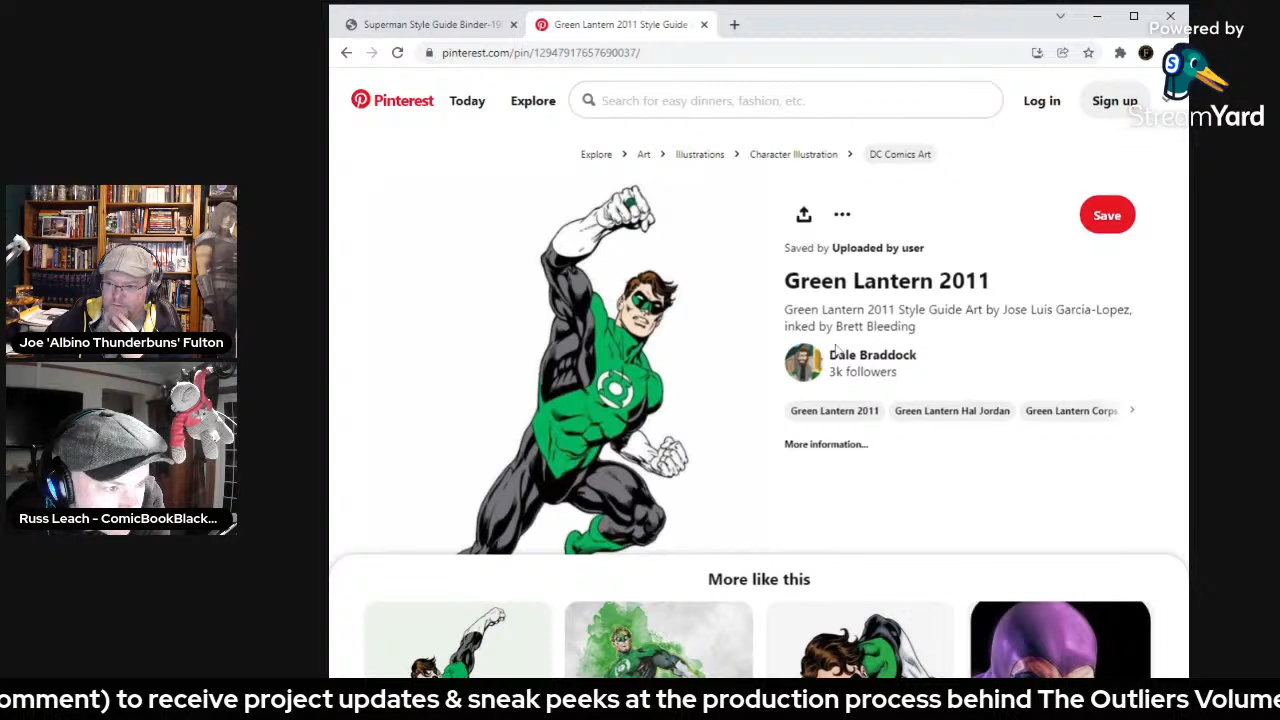 Superman Style Guide Binder-19
Green Lantern 2011 Style Guide
Powered by
StreamYard
pinterest.com/pin/12947917657690037/
Pinterest
Today
Explore
Search for easy dinners, fashion, etc.
Log in
Sign up
Explore
Art
Illustrations
Character Illustration
DC Comics Art
Save
Saved by Uploaded by user
Green Lantern 2011
Green Lantern 2011 Style Guide Art by Jose Luis Garcia-Lopez,
inked by Brett Bleeding
Dale Braddock
3k followers
Green Lantern 2011
Green Lantern Hal Jordan
Green Lantern Corps
More information...
Joe 'Albino Thunderbuns' Fulton
Russ Leach - ComicBookBlack...
More like this
omment) to receive project updates & sneak peeks at the production process behind The Outliers Volume